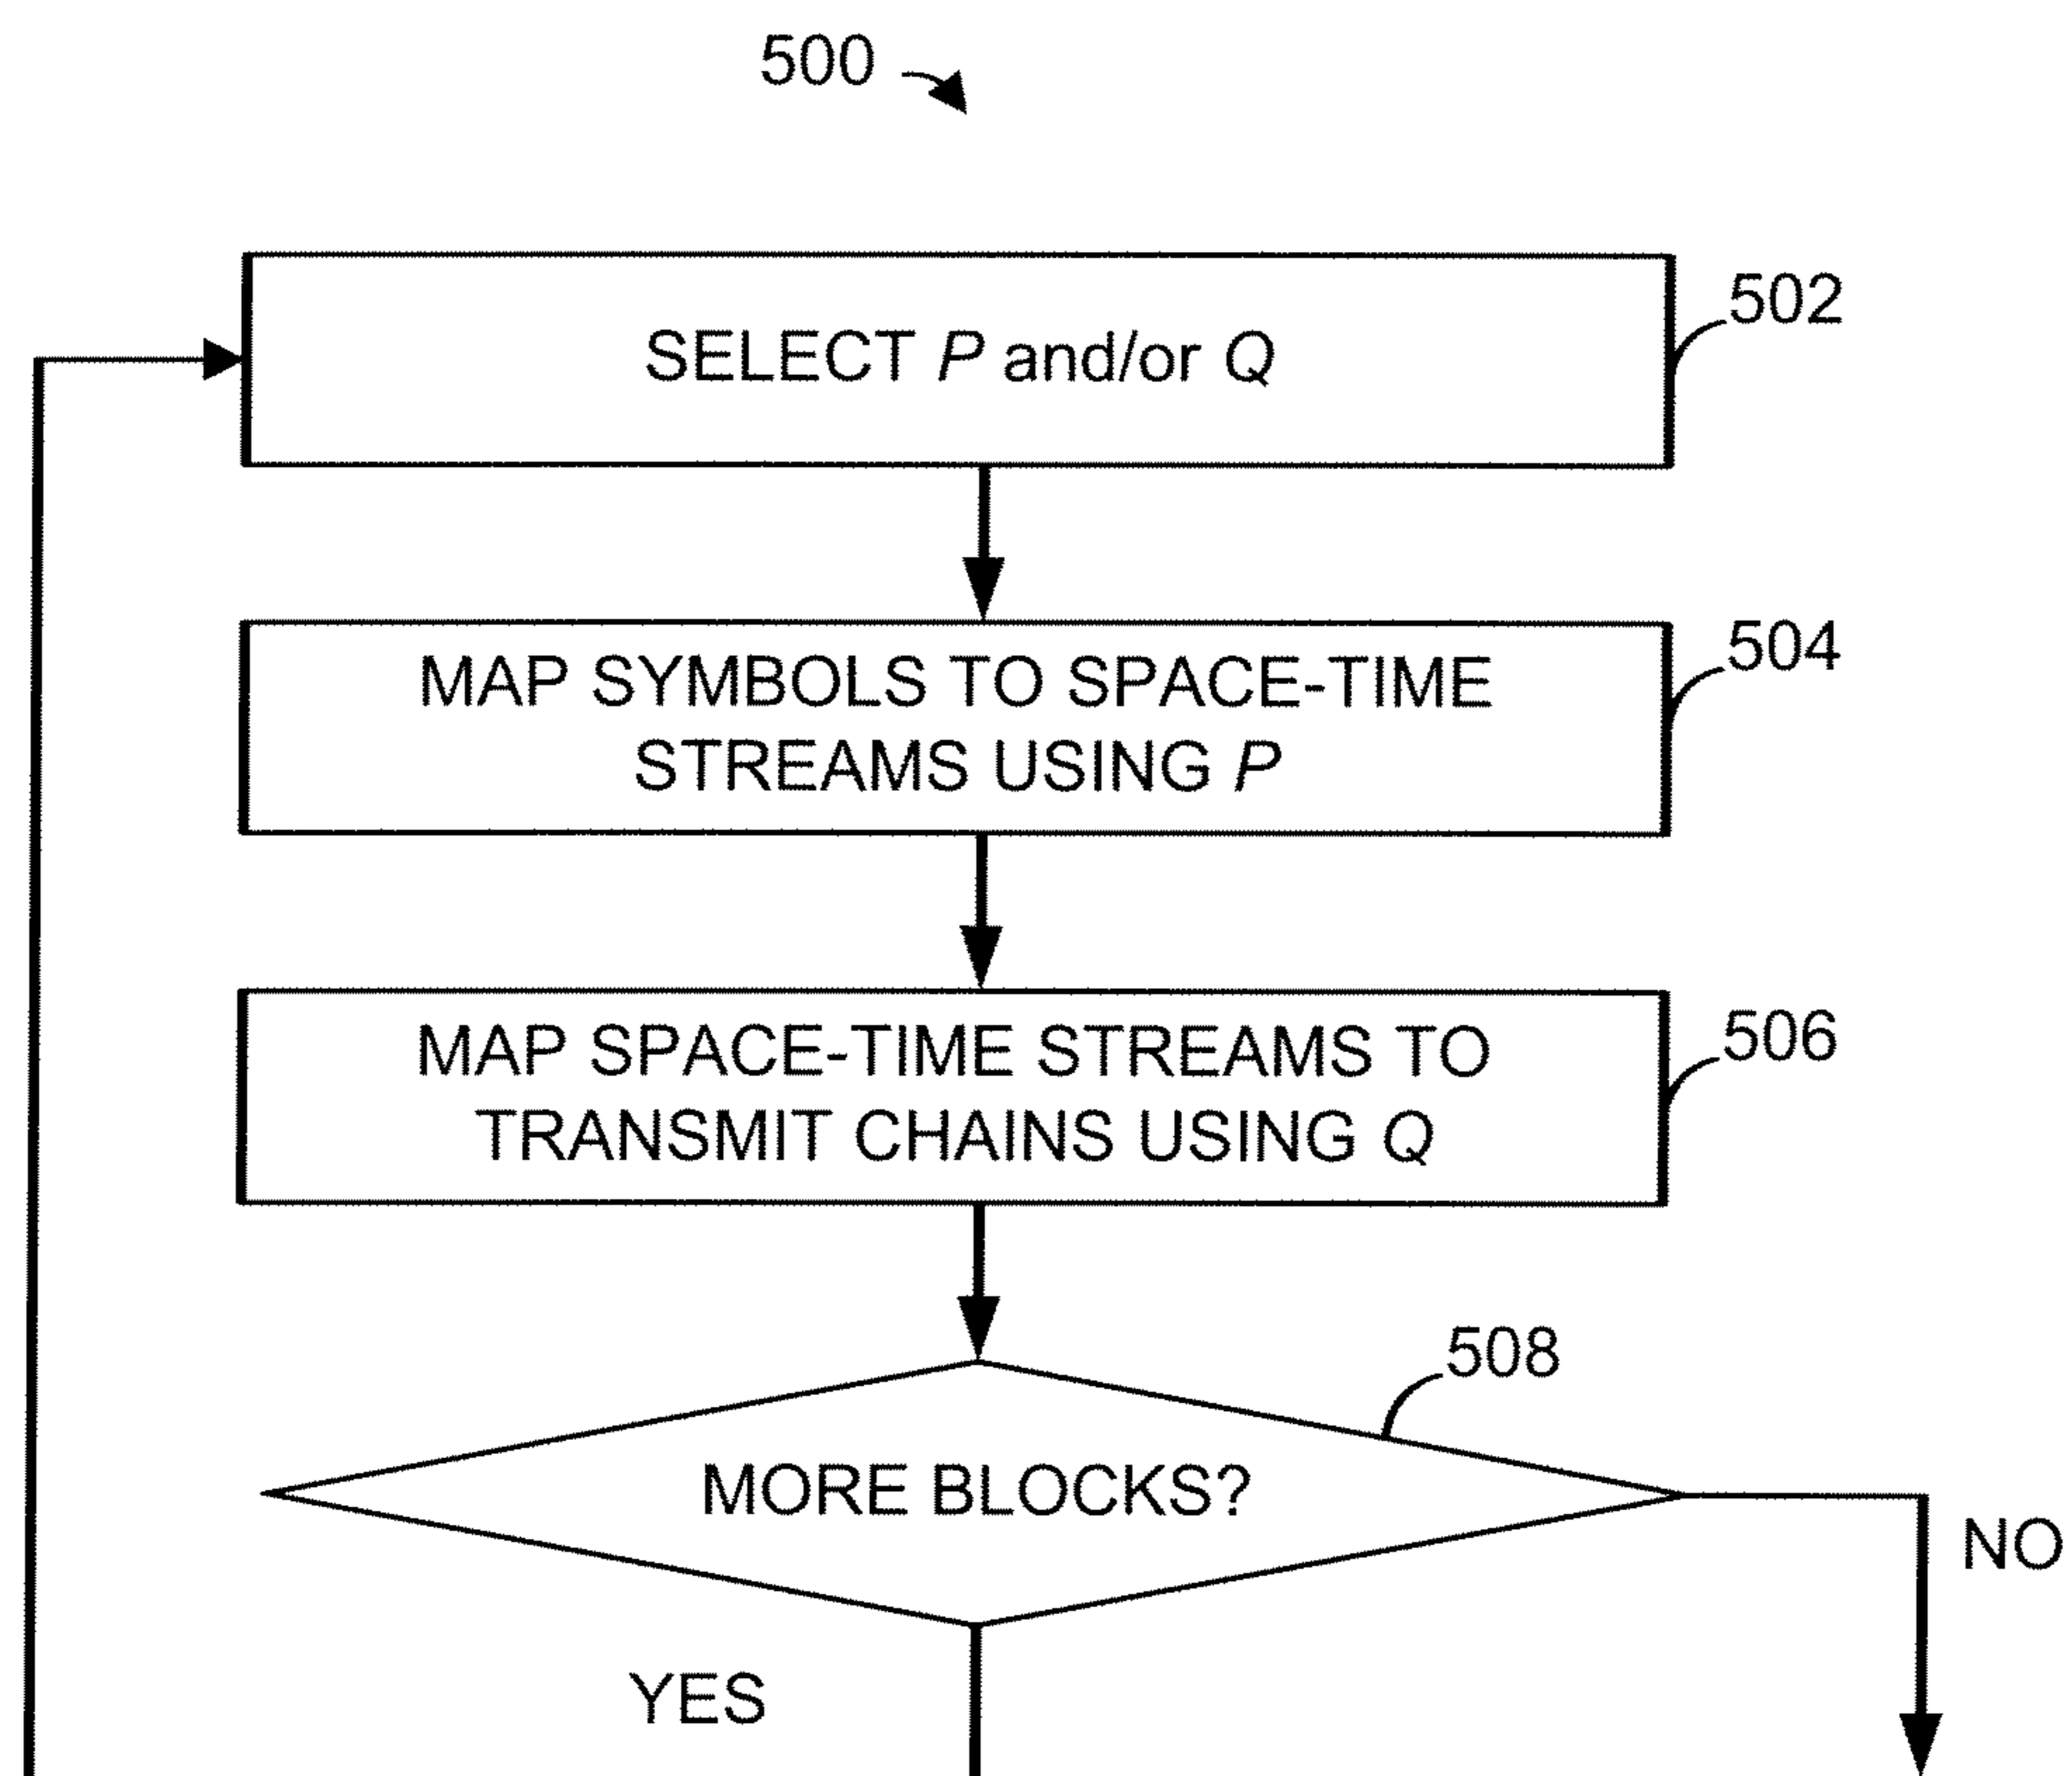 500
SELECT P and/or Q
502
MAP SYMBOLS TO SPACE-TIME
STREAMS USING P
504
MAP SPACE-TIME STREAMS TO
TRANSMIT CHAINS USING Q
506
508
MORE BLOCKS?
NO
YES